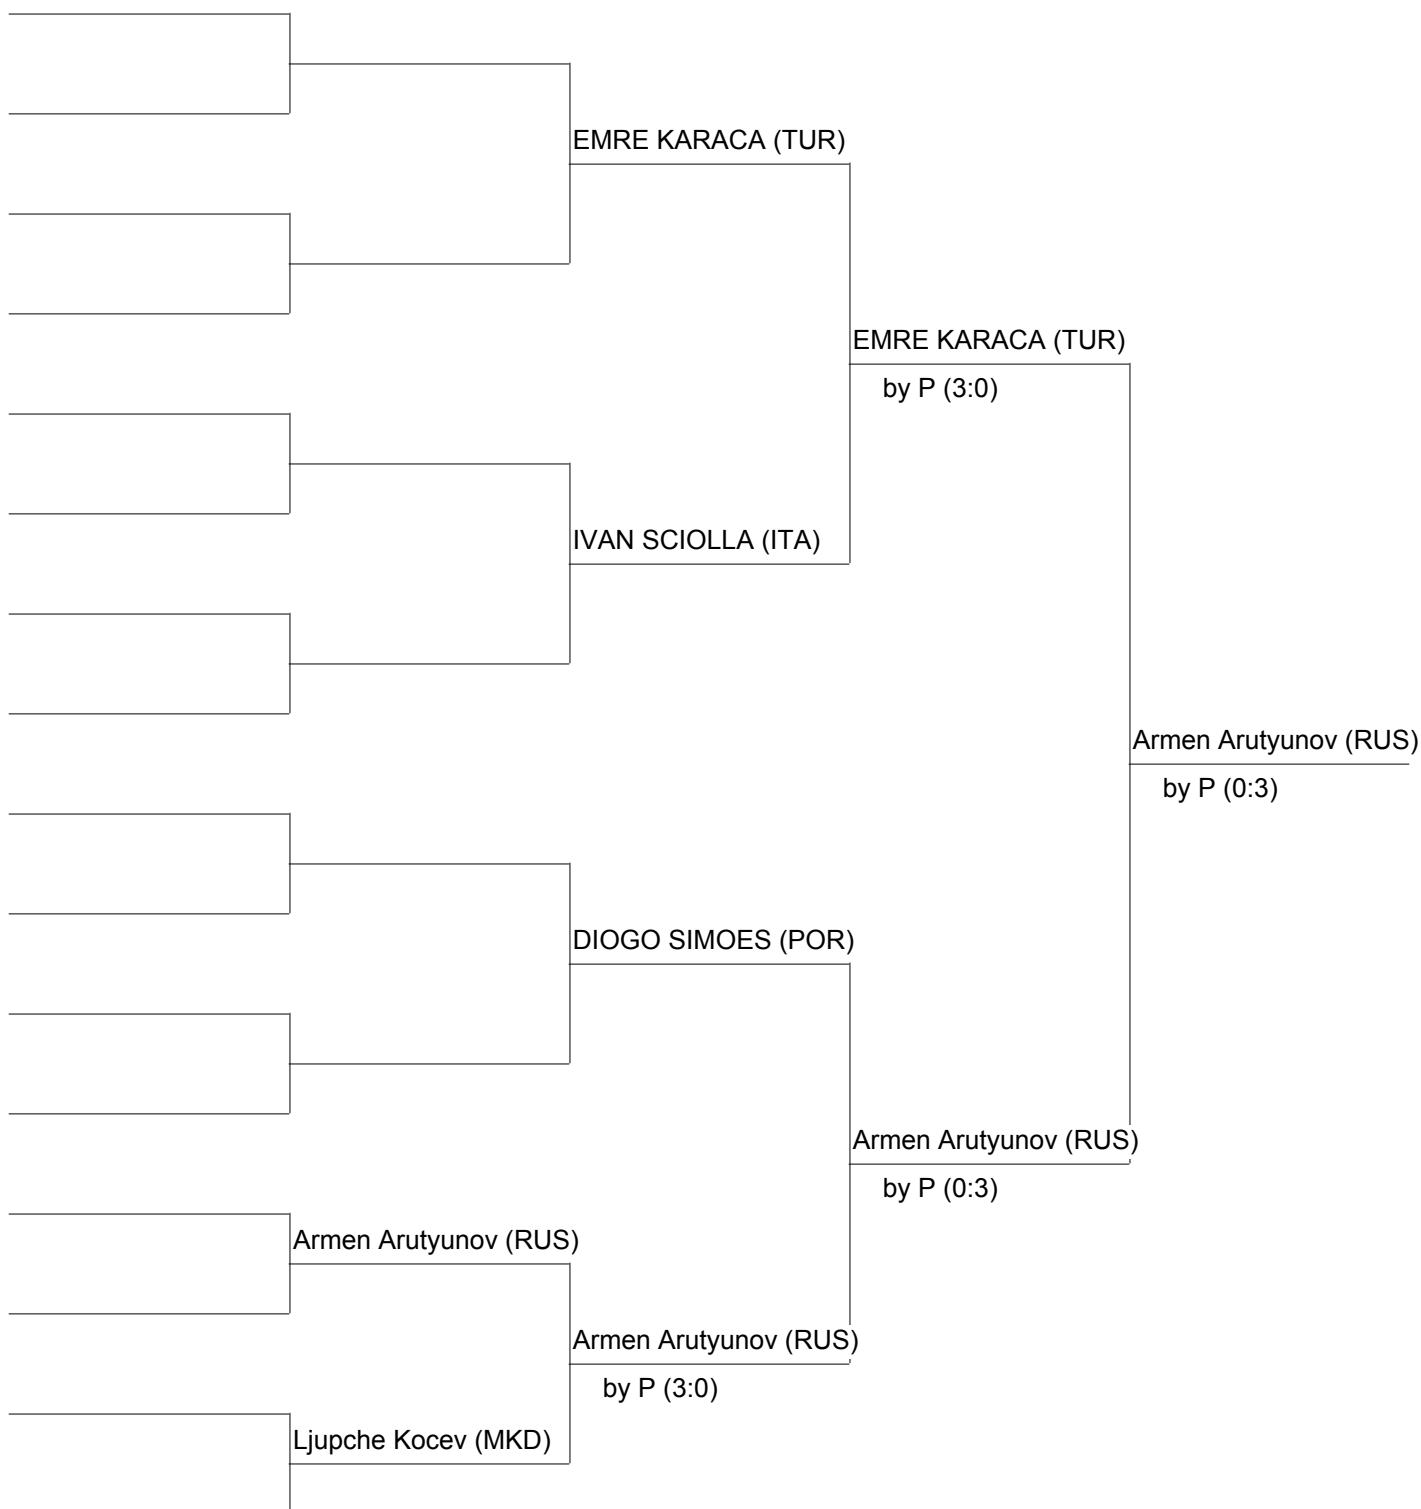 EMRE KARACA (TUR)
EMRE KARACA (TUR)
by P (3:0)
IVAN SCIOLLA (ITA)
Armen Arutyunov (RUS)
by P (0:3)
DIOGO SIMOES (POR)
Armen Arutyunov (RUS)
by P (0:3)
Armen Arutyunov (RUS)
Armen Arutyunov (RUS)
by P (3:0)
Ljupche Kocev (MKD)